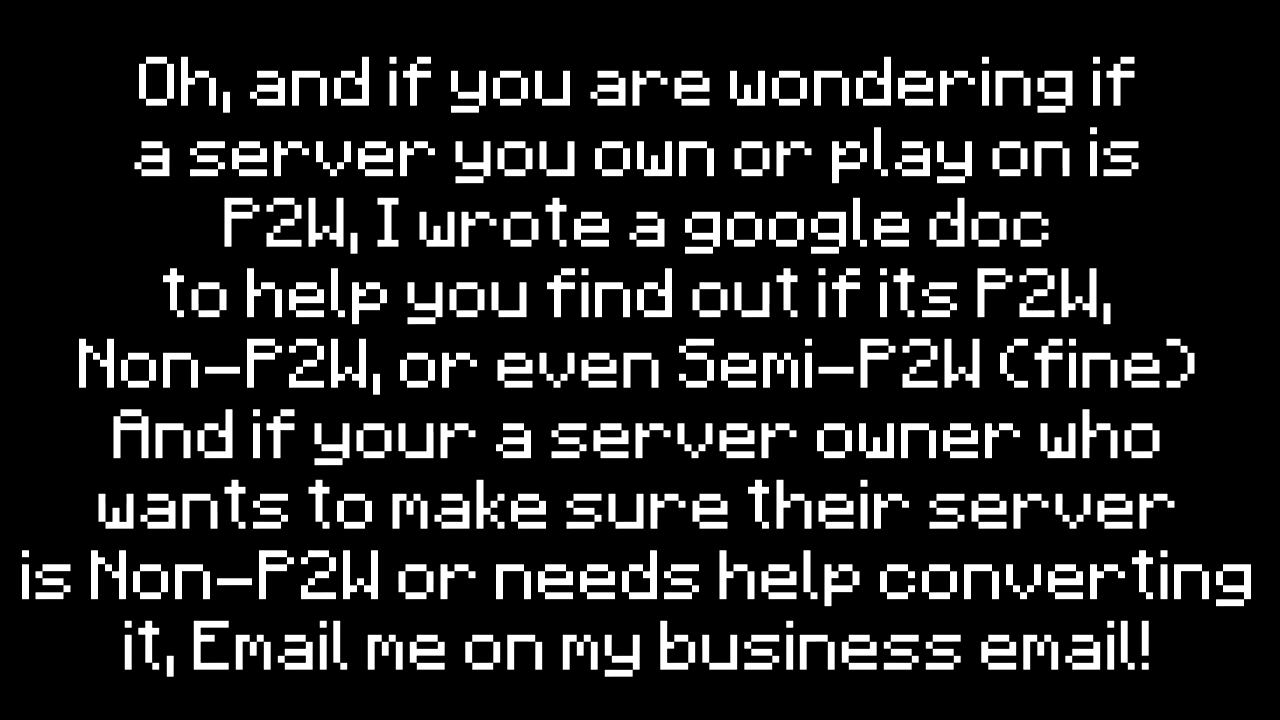 Oh, and if you are wondering if
a server you own or play on is
P2W, I wrote a google doc
to help you find out if its P2W,
Non-P2W, or even Semi-P2W (fine)
And if your a server owner who
wants to make sure their server
is Non-P2W or needs help converting
it, Email me on my business email!